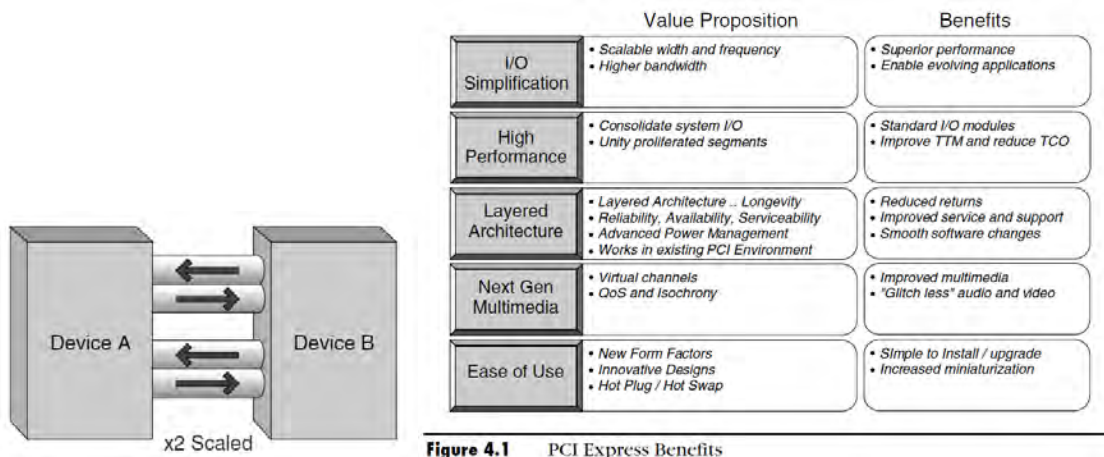 Device A
Device B
x2 Scaled
Value Proposition
Benefits
I/O
Simplification
• Scalable width and frequency
• Higher bandwidth
• Superior performance
• Enable evolving applications
High
Performance
• Consolidate system I/O
• Unity proliferated segments
• Standard I/O modules
• Improve TTM and reduce TCO
Layered
Architecture
• Layered Architecture .. Longevity
• Reliability, Availability, Serviceability
• Advanced Power Management
• Works in existing PCI Environment
• Reduced returns
• Improved service and support
• Smooth software changes
Next Gen
Multimedia
• Virtual channels
• QoS and Isochrony
• Improved multimedia
• "Glitch less" audio and video
Ease of Use
• New Form Factors
• Innovative Designs
• Hot Plug / Hot Swap
• SImple to Install / upgrade
• Increased miniaturization
Figure 4.1 PCI Express Benefits